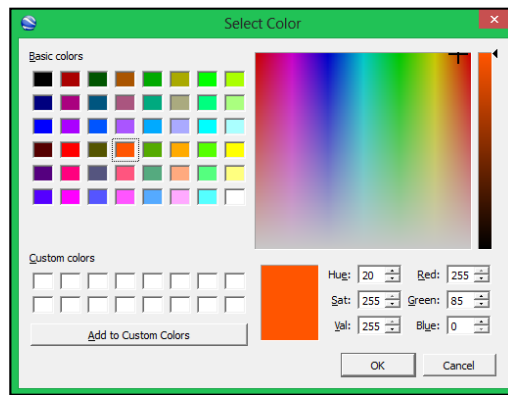 Select Color
Basic colors
Custom colors
Add to Custom Colors
Hue: 20 Red: 255
Sat: 255 Green: 85
Val: 255 Blue: 0
OK Cancel